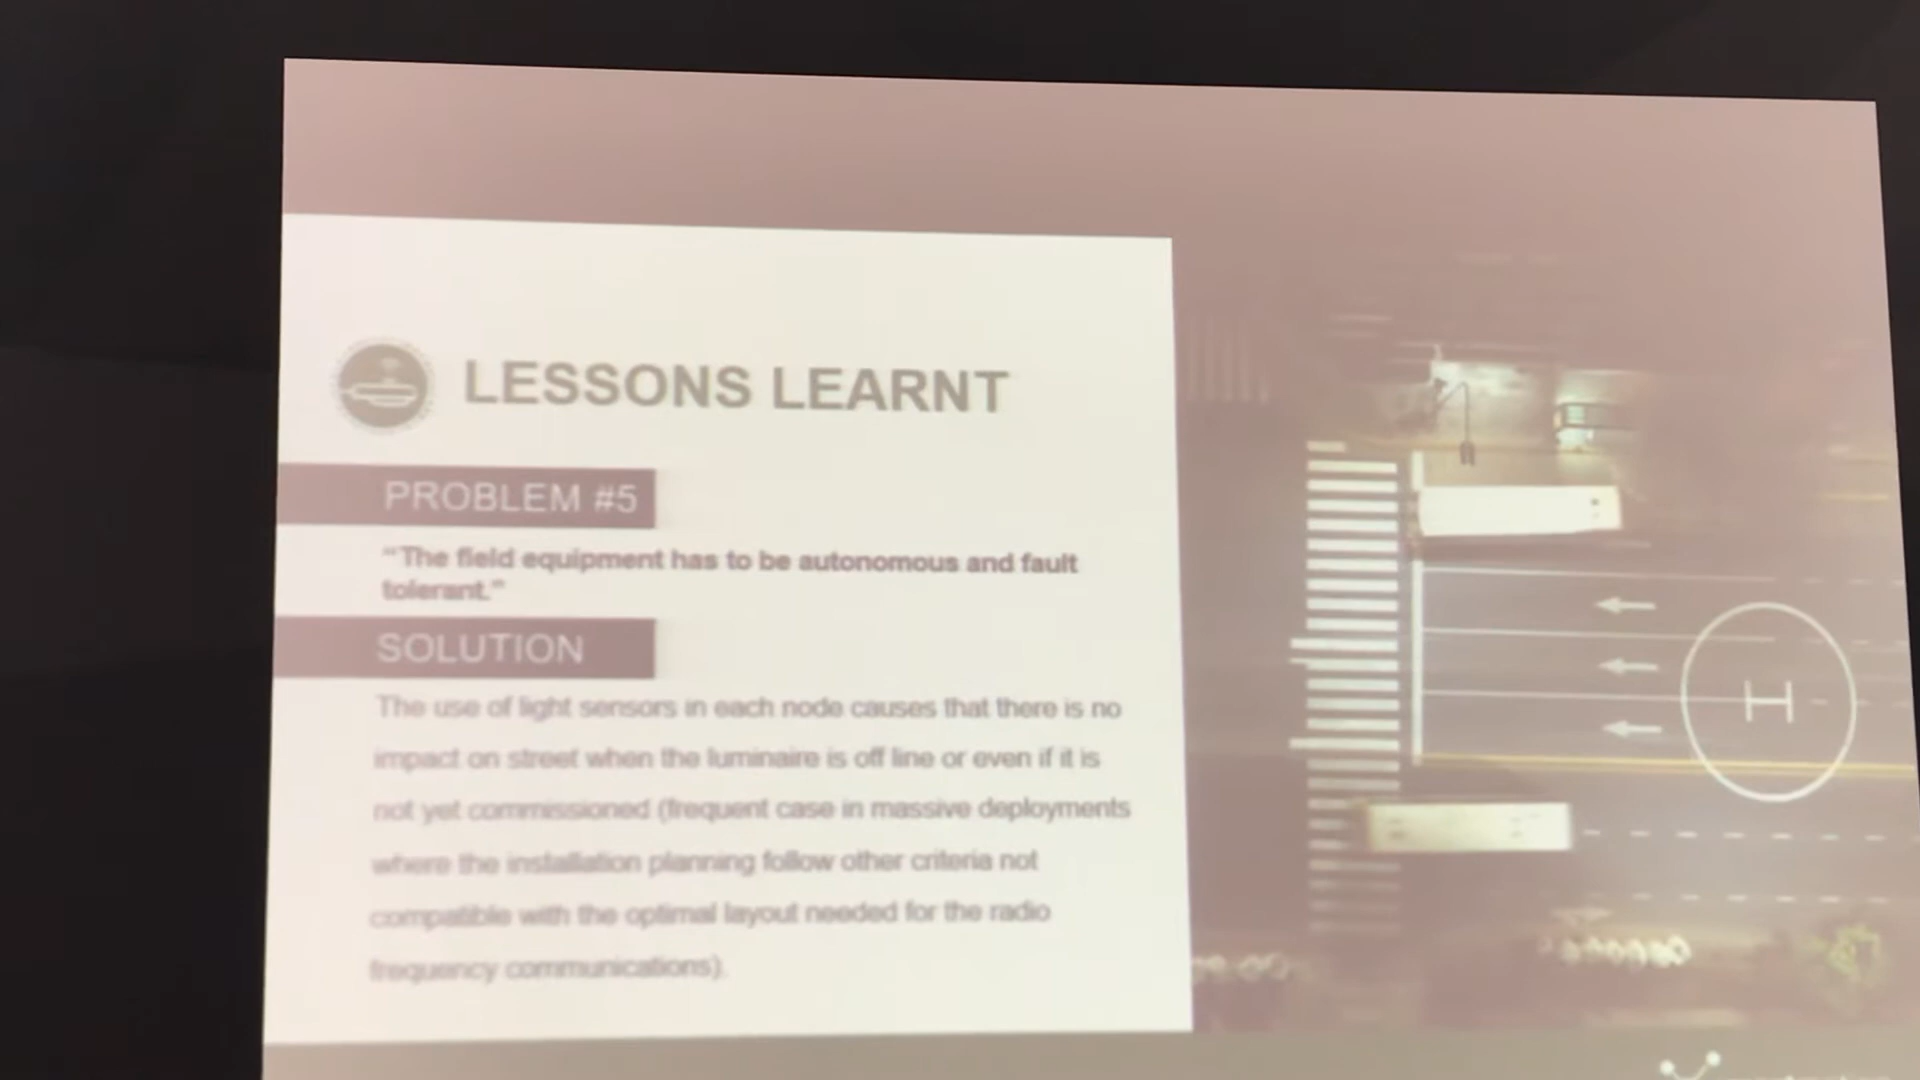 LESSONS LEARNT
PROBLEM #5
"The field equipment has to be autonomous and fault
tolerant."
SOLUTION
The use of light sensors in each node causes that there is no
impact on street when the luminaire is off line or even if it is
not yet commissioned (frequent case in massive deployments
where the installation planning follow other criteria not
compatible with the optimal layout needed for the radio
frequency communications).
H